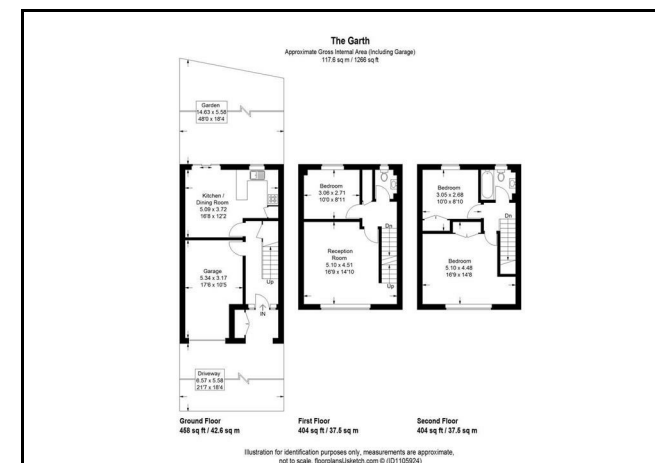 The Garth
Approximate Gross Internal Area (Including Garage)
117.6 sq m / 1266 sq ft
Garden
14.63 x 5.58
48'0 x 18'4
Kitchen /
Dining Room
5.09 x 3.72
16'8 x 12'2
Garage
5.34 x 3.17
17'6 x 10'5
Up
IN
Driveway
6.57 x 5.58
21'7 x 18'4
Ground Floor
458 sq ft / 42.6 sq m
Bedroom
3.06 x 2.71
10'0 x 8'11
Dn
Reception
Room
5.10 x 4.51
16'9 x 14'10
Up
First Floor
404 sq ft / 37.5 sq m
Bedroom
3.05 x 2.68
10'0 x 8'10
Dn
Bedroom
5.10 x 4.48
16'9 x 14'8
Second Floor
404 sq ft / 37.5 sq m
Illustration for identification purposes only, measurements are approximate,
not to scale. floorplansUsketch.com © (ID1105924)